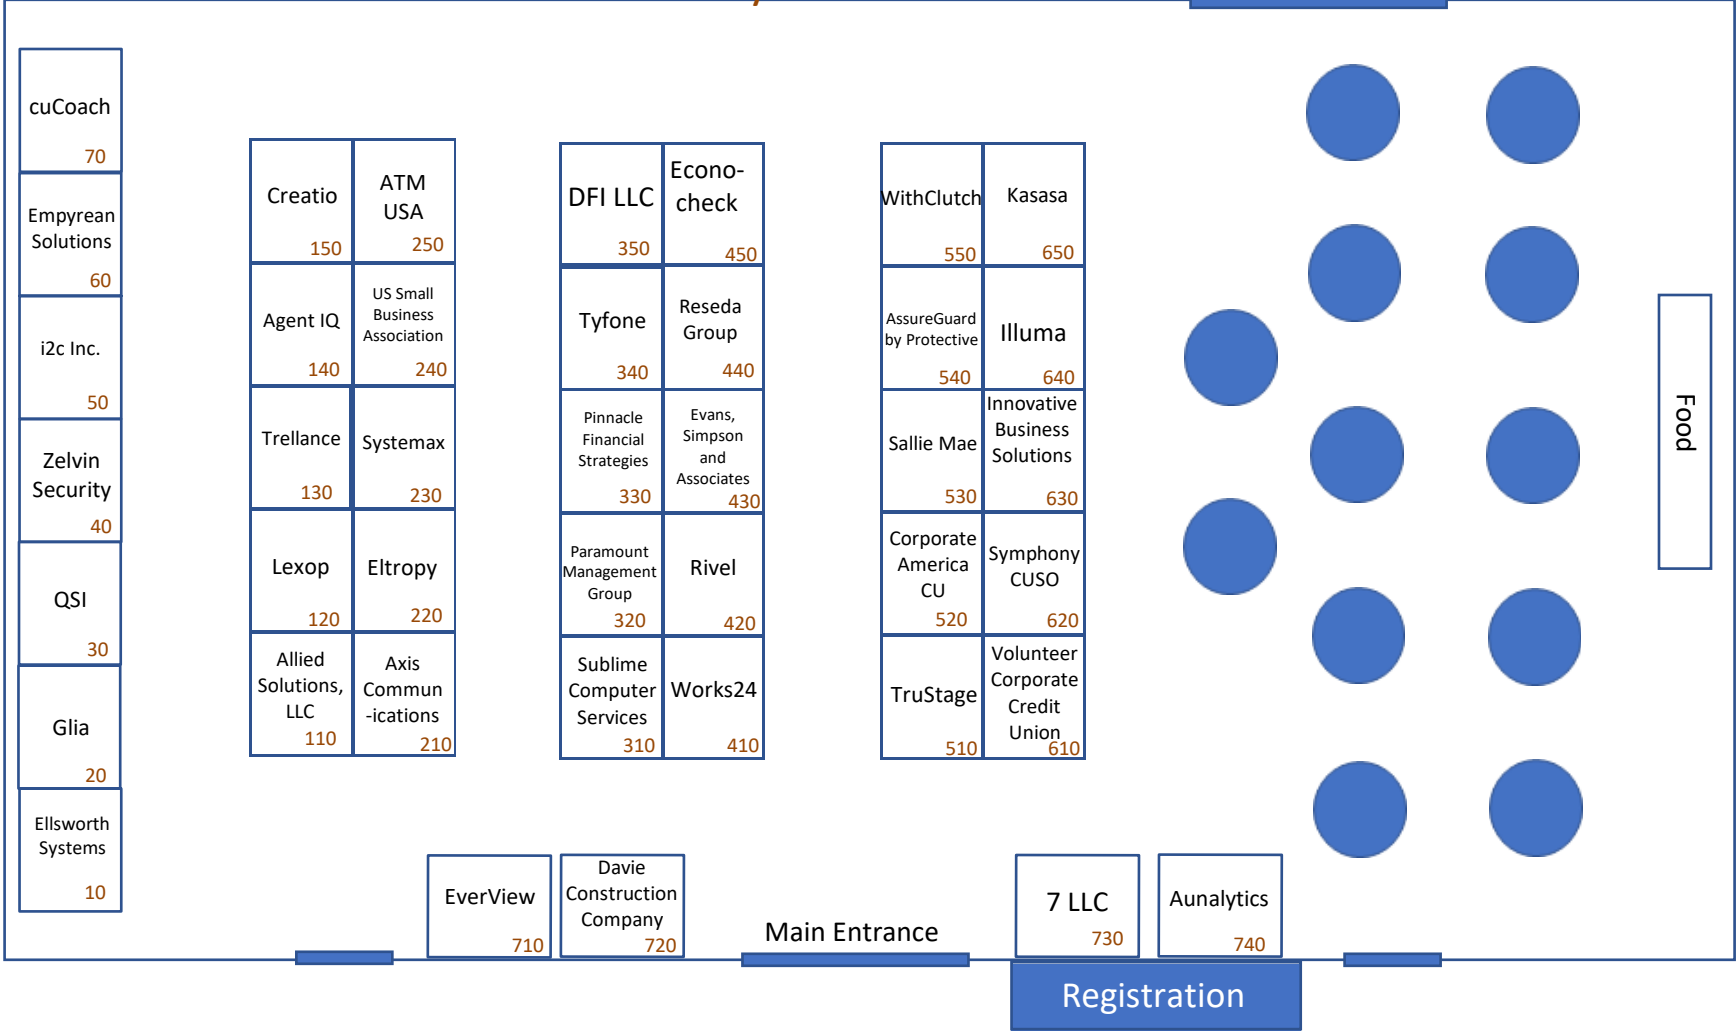 cuCoach
70
Empyrean
Solutions
60
i2c Inc.
50
Zelvin
Security
40
QSI
30
Glia
20
Ellsworth
Systems
10
Creatio
150
ATM
USA
250
Agent IQ
140
US Small
Business
Association
240
Trellance
130
Systemax
230
Lexop
120
Eltropy
220
Allied
Solutions,
LLC
110
Axis
Commun
-ications
210
DFI LLC
350
Econo-
check
450
Tyfone
340
Reseda
Group
440
Pinnacle
Financial
Strategies
330
Evans,
Simpson
and
Associates
430
Paramount
Management
Group
320
Rivel
420
Sublime
Computer
Services
310
Works24
410
WithClutch
550
Kasasa
650
AssureGuard
by Protective
540
Illuma
640
Sallie Mae
530
Innovative
Business
Solutions
630
Corporate
America
CU
520
Symphony
CUSO
620
TruStage
510
Volunteer
Corporate
Credit
Union
610
Food
EverView
710
Davie
Construction
Company
720
Main Entrance
7 LLC
730
Aunalytics
740
Registration